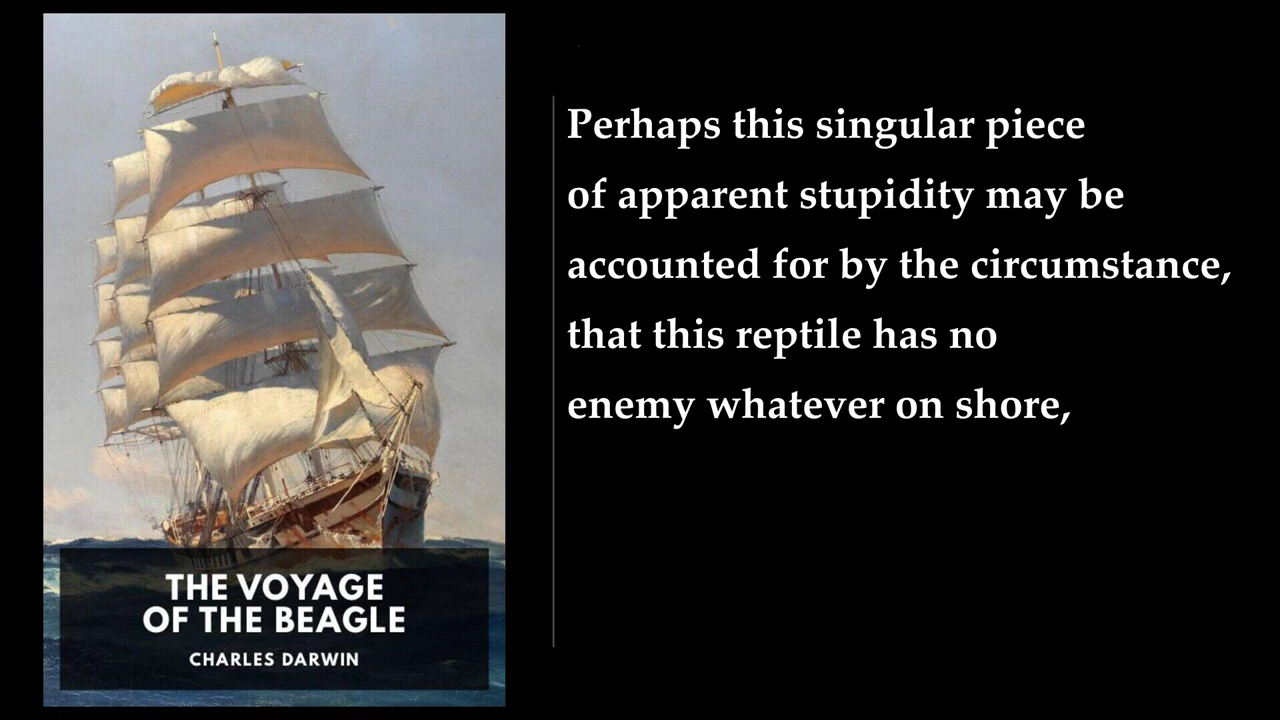 THE VOYAGE
OF THE BEAGLE
CHARLES DARWIN
Perhaps this singular piece
of apparent stupidity may be
accounted for by the circumstance,
that this reptile has no
enemy whatever on shore,